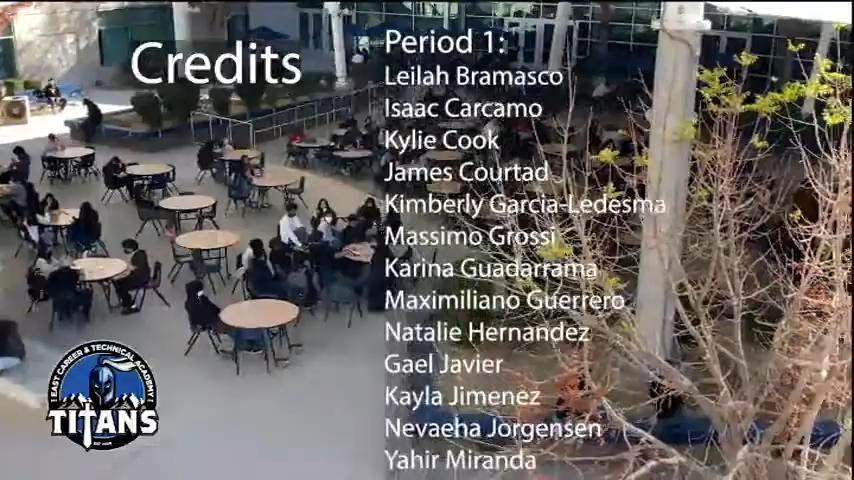 Credits
Period 1:
Leilah Bramasco
Isaac Carcamo
Kylie Cook
James Courtad
Kimberly Garcia-Ledesma
Massimo Grossi
Karina Guadarrama
Maximiliano Guerrero
Natalie Hernandez
Gael Javier
Kayla Jimenez
Nevaeha Jorgensen
Yahir Miranda
EAST CAREER & TECHNICAL ACADEMY
TITANS